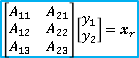 [A₁₁ A₂₁] [y₁] = xᵣ
[A₁₂ A₂₂] [y₂]
[A₁₃ A₂₃]